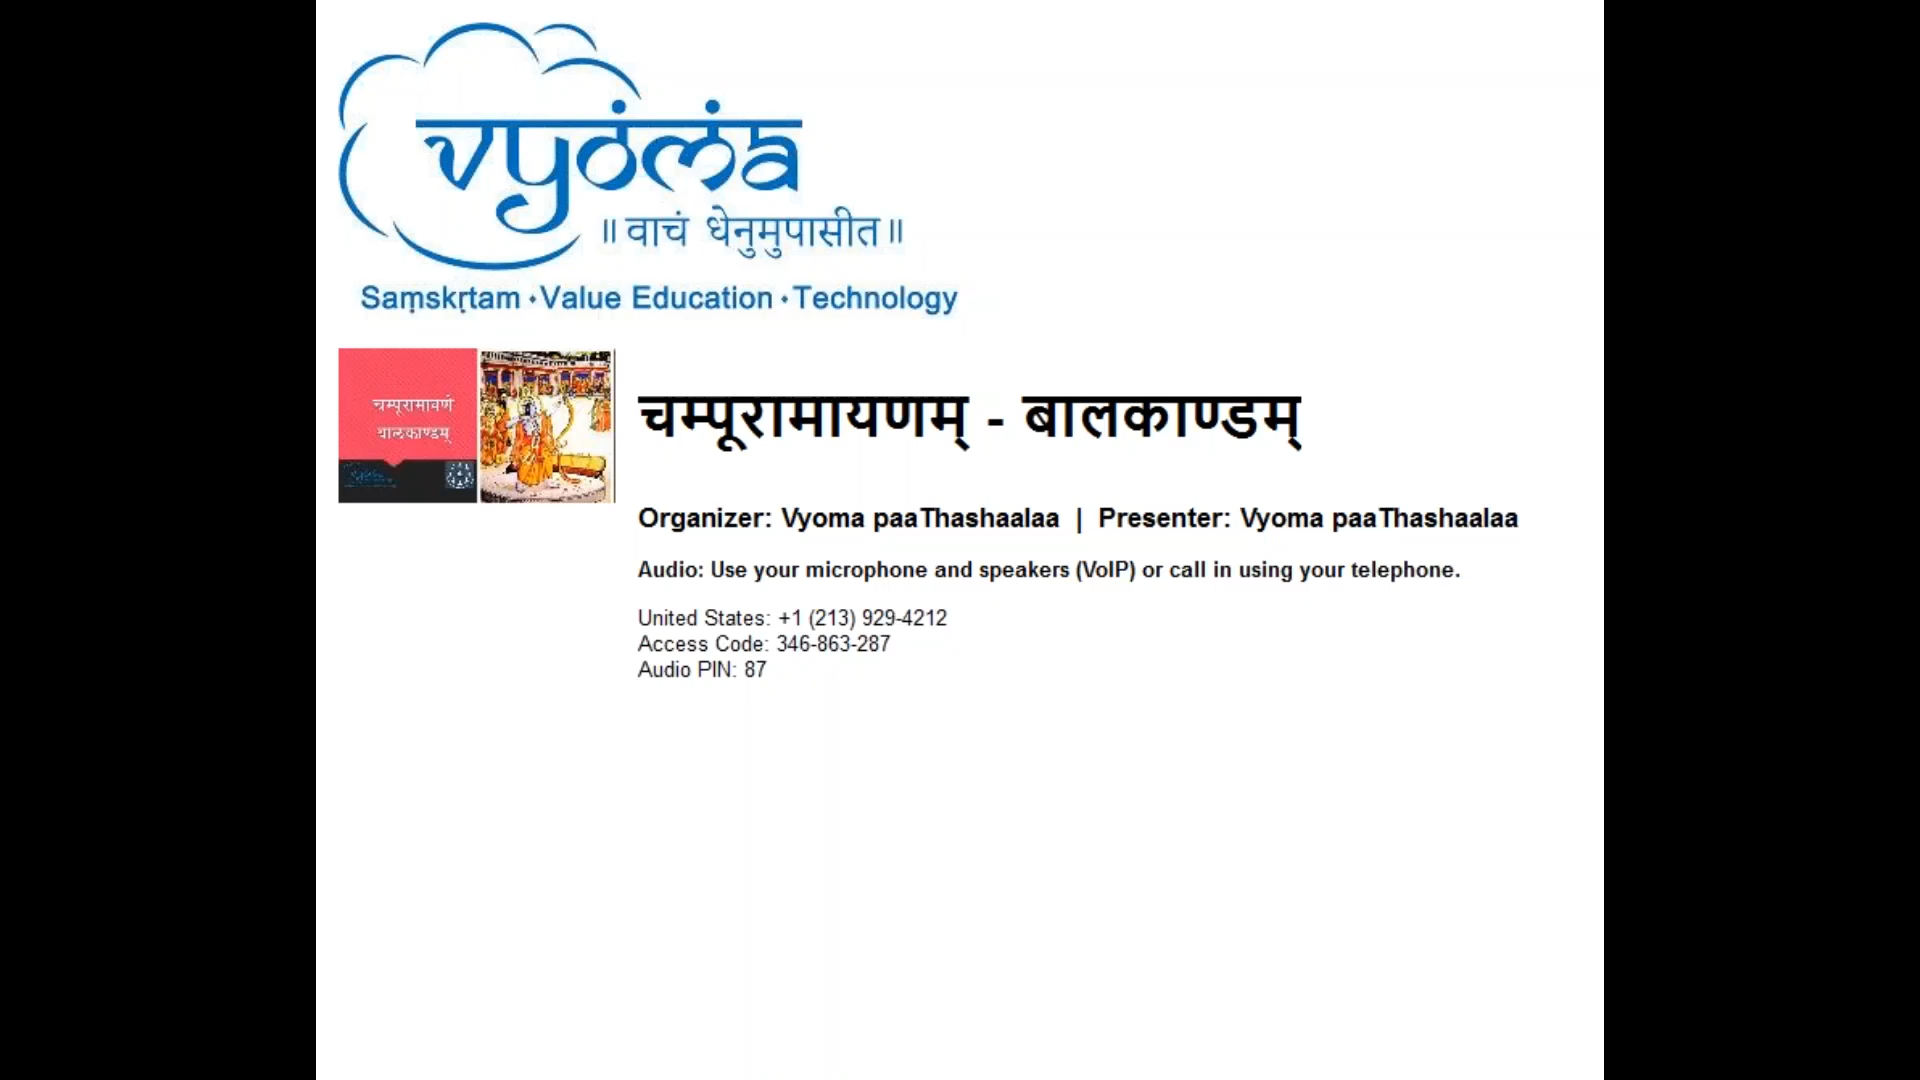 vyoma
॥ वाचं धेनुमुपासीत॥
Saṃskṛtam · Value Education · Technology
चम्पूरामायणं
बालकाण्डम्
चम्पूरामायणम् - बालकाण्डम्
Organizer: Vyoma paaThashaalaa | Presenter: Vyoma paaThashaalaa
Audio: Use your microphone and speakers (VoIP) or call in using your telephone.
United States: +1 (213) 929-4212
Access Code: 346-863-287
Audio PIN: 87